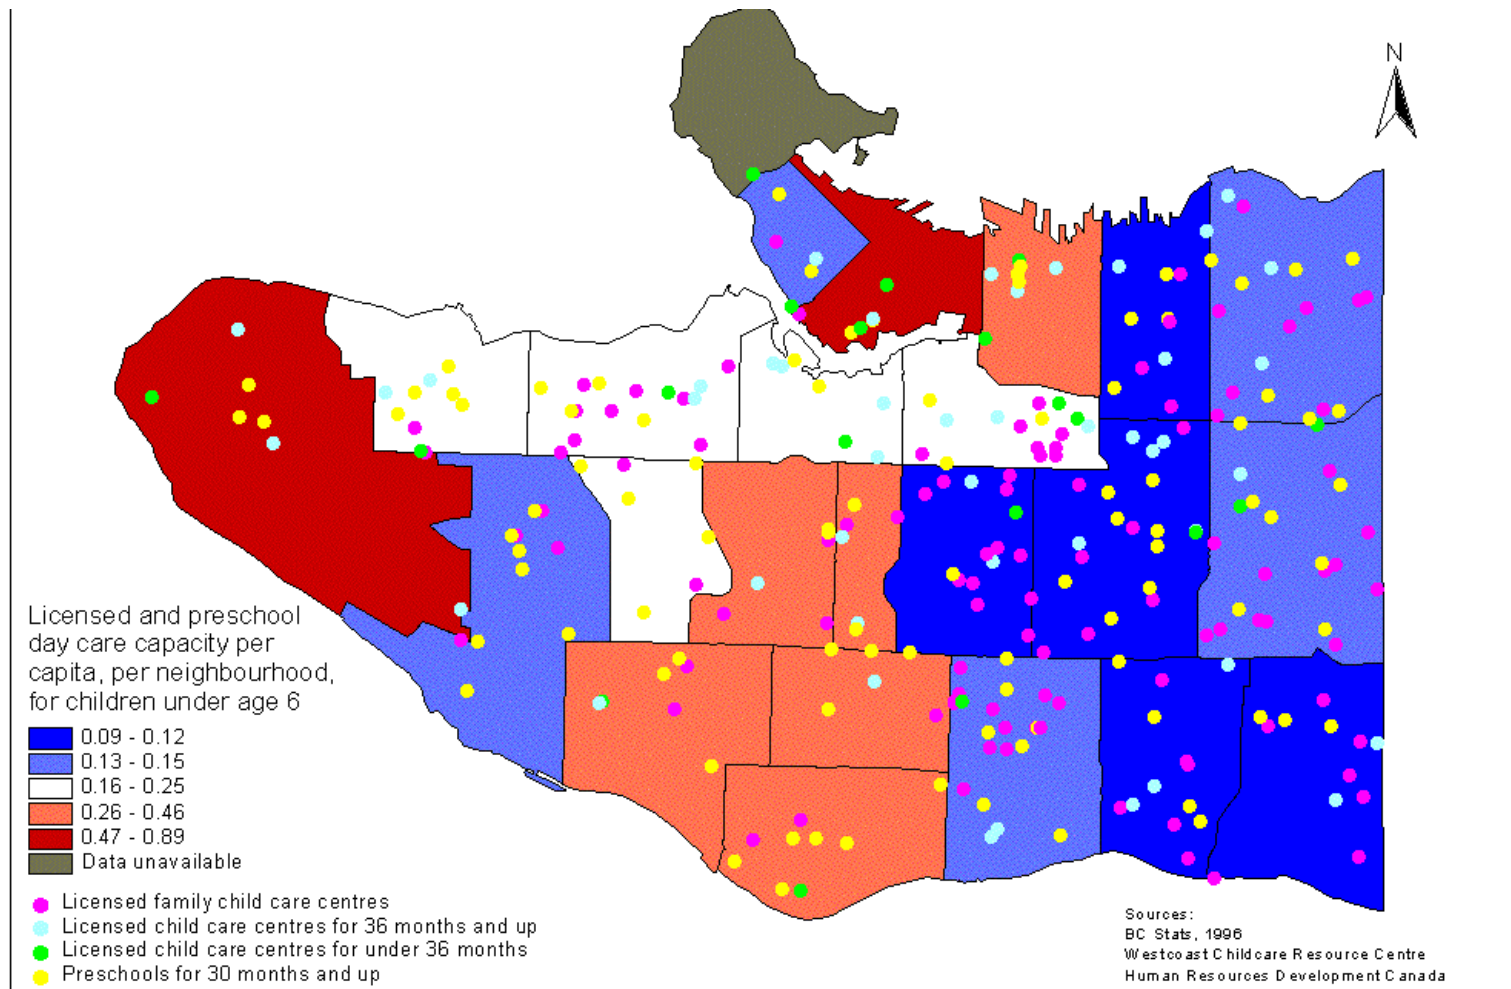 N
Licensed and preschool
day care capacity per
capita, per neighbourhood,
for children under age 6
0.09 - 0.12
0.13 - 0.15
0.16 - 0.25
0.26 - 0.46
0.47 - 0.89
Data unavailable
Licensed family child care centres
Licensed child care centres for 36 months and up
Licensed child care centres for under 36 months
Preschools for 30 months and up
Sources:
BC Stats, 1996
Westcoast Childcare Resource Centre
Human Resources Development Canada